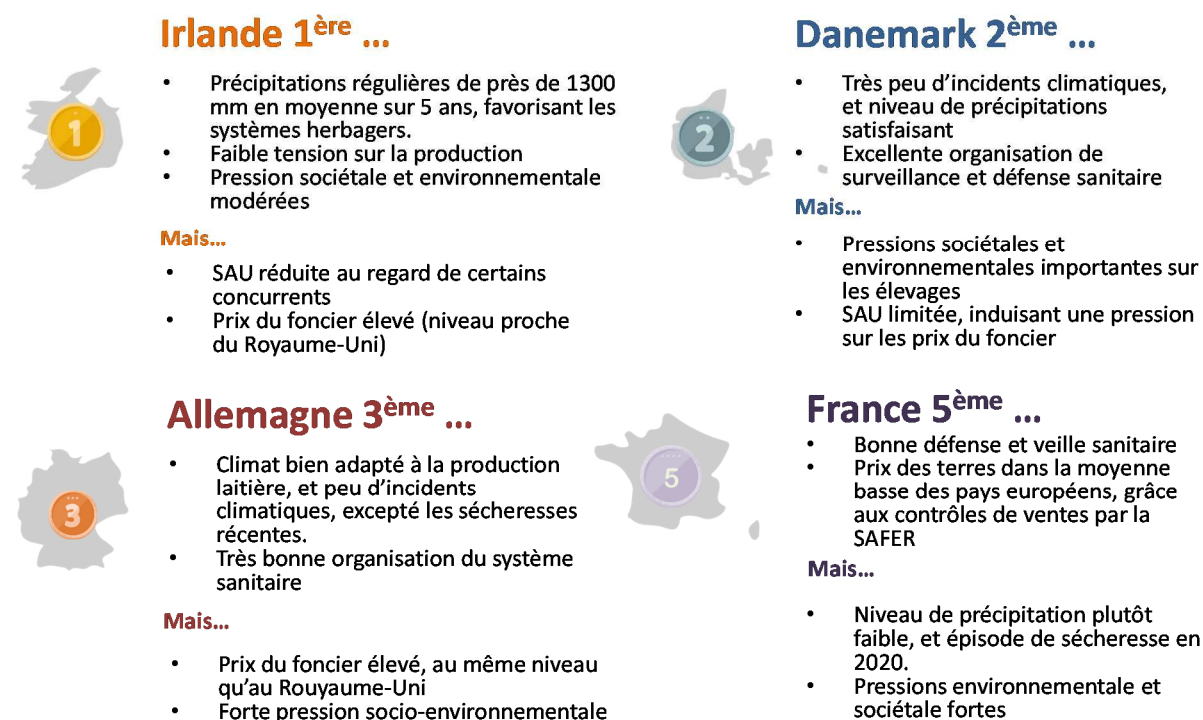 Irlande 1ère ...
• Précipitations régulières de près de 1300
mm en moyenne sur 5 ans, favorisant les
systèmes herbagers.
• Faible tension sur la production
• Pression sociétale et environnementale
modérées
Mais...
• SAU réduite au regard de certains
concurrents
• Prix du foncier élevé (niveau proche
du Royaume-Uni)
1
Danemark 2ème ...
• Très peu d'incidents climatiques,
et niveau de précipitations
satisfaisant
• Excellente organisation de
surveillance et défense sanitaire
Mais...
• Pressions sociétales et
environnementales importantes sur
les élevages
• SAU limitée, induisant une pression
sur les prix du foncier
2
Allemagne 3ème ...
• Climat bien adapté à la production
laitière, et peu d'incidents
climatiques, excepté les sécheresses
récentes.
• Très bonne organisation du système
sanitaire
Mais...
• Prix du foncier élevé, au même niveau
qu'au Rouyaume-Uni
• Forte pression socio-environnementale
3
France 5ème ...
• Bonne défense et veille sanitaire
• Prix des terres dans la moyenne
basse des pays européens, grâce
aux contrôles de ventes par la
SAFER
Mais...
• Niveau de précipitation plutôt
faible, et épisode de sécheresse en
2020.
• Pressions environnementale et
sociétale fortes
5